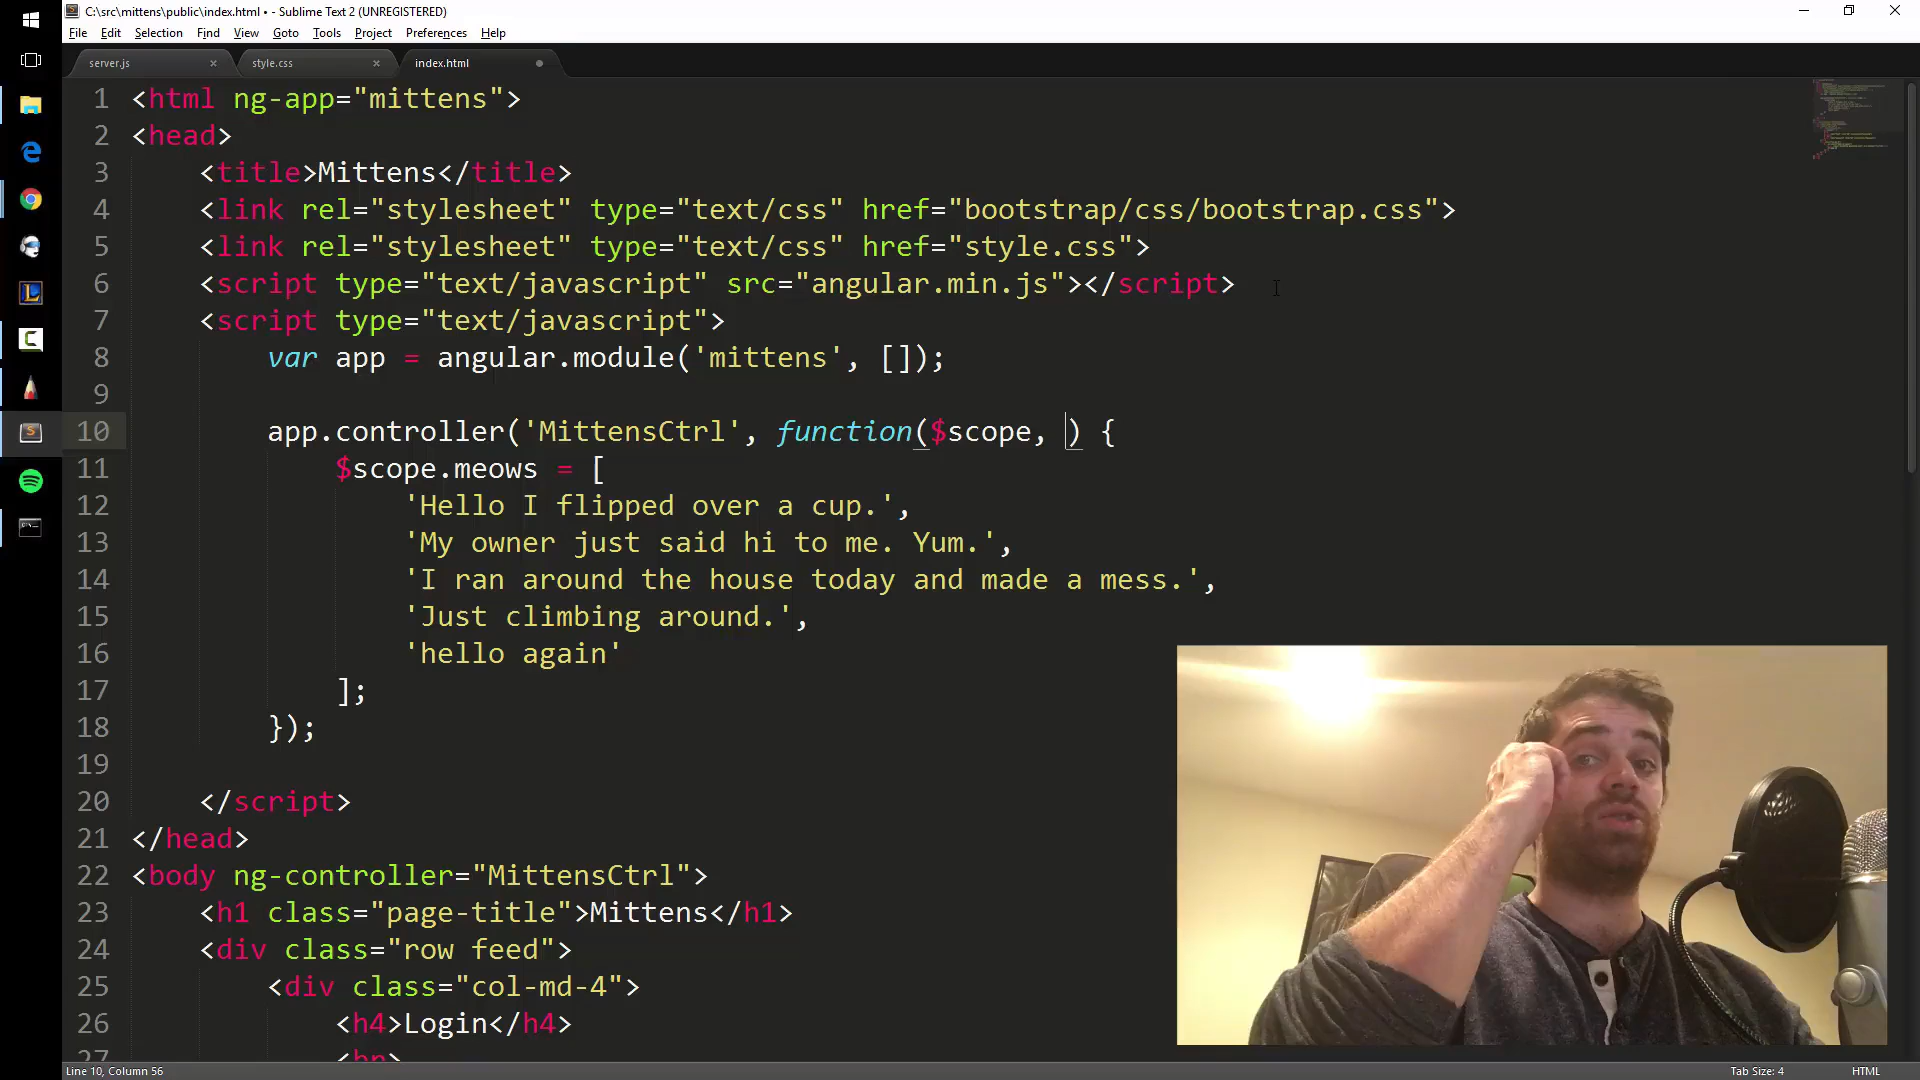 C:\src\mittens\public\index.html • - Sublime Text 2 (UNREGISTERED)
File Edit Selection Find View Goto Tools Project Preferences Help
server.js × style.css × index.html
1 <html ng-app="mittens">
2 <head>
3 <title>Mittens</title>
4 <link rel="stylesheet" type="text/css" href="bootstrap/css/bootstrap.css">
5 <link rel="stylesheet" type="text/css" href="style.css">
6 <script type="text/javascript" src="angular.min.js"></script>
7 <script type="text/javascript">
8 var app = angular.module('mittens', []);
9
10 app.controller('MittensCtrl', function($scope, ) {
11 $scope.meows = [
12 'Hello I flipped over a cup.',
13 'My owner just said hi to me. Yum.',
14 'I ran around the house today and made a mess.',
15 'Just climbing around.',
16 'hello again'
17 ];
18 });
19
20 </script>
21 </head>
22 <body ng-controller="MittensCtrl">
23 <h1 class="page-title">Mittens</h1>
24 <div class="row feed">
25 <div class="col-md-4">
26 <h4>Login</h4>
27 <br>
Line 10, Column 56 Tab Size: 4 HTML